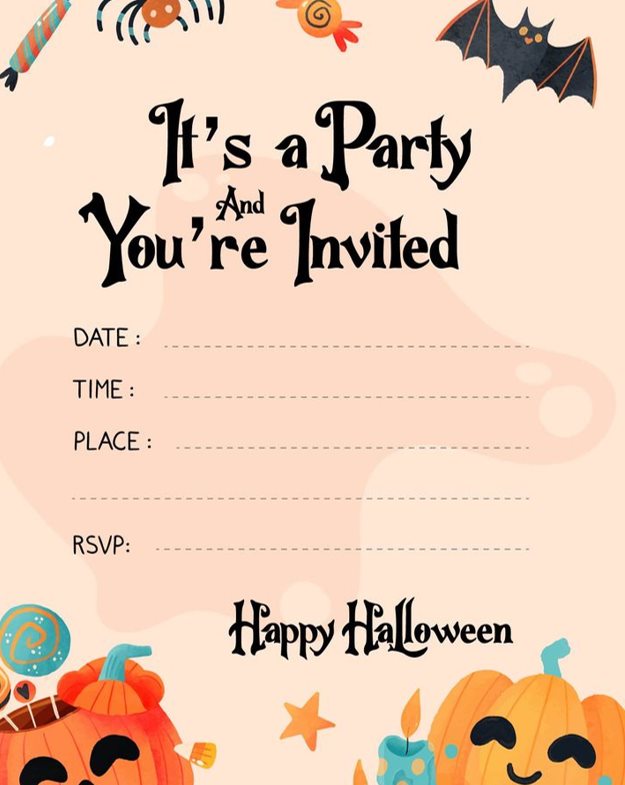 It's a Party
And
You're Invited
DATE :
TIME :
PLACE :
RSVP:
Happy Halloween